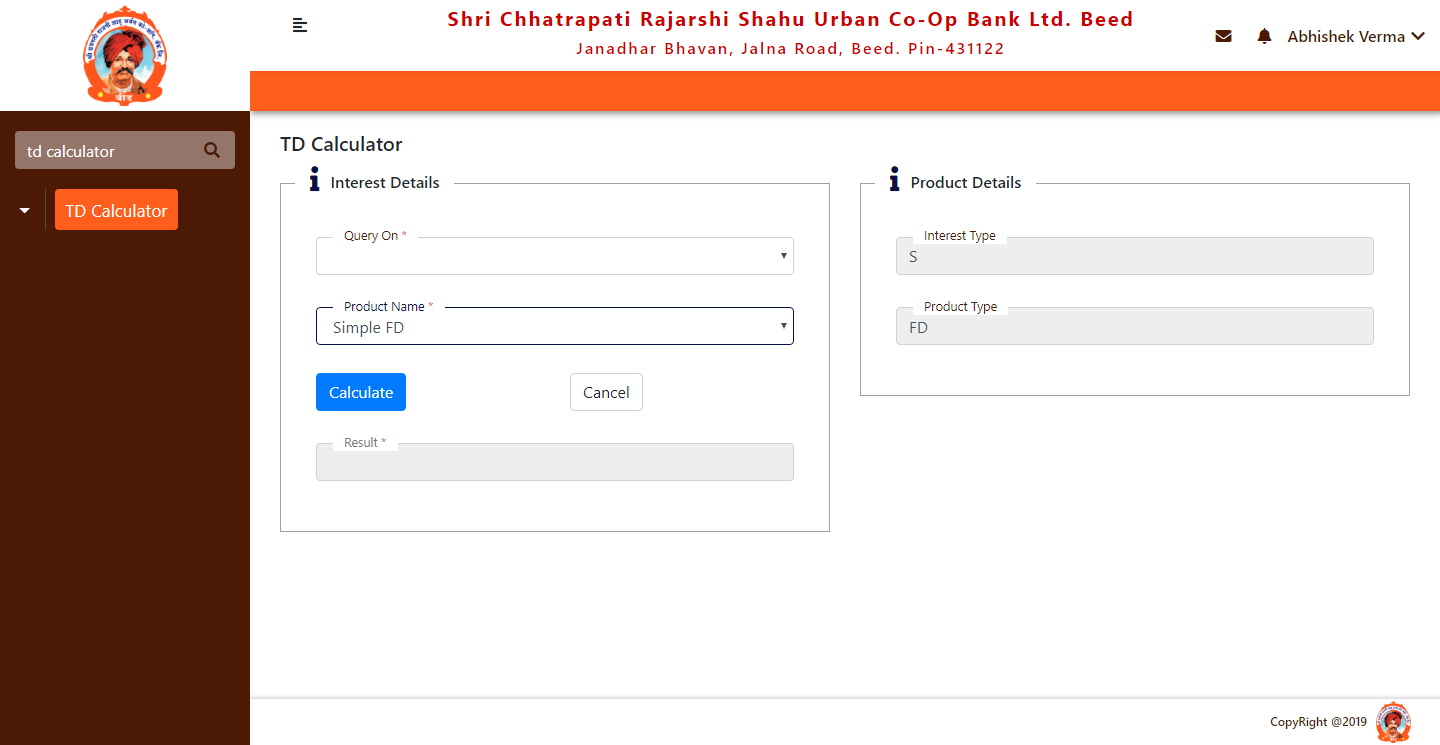 Shri Chhatrapati Rajarshi Shahu Urban Co-Op Bank Ltd. Beed
Janadhar Bhavan, Jalna Road, Beed. Pin-431122
Abhishek Verma
बीड
td calculator
TD Calculator
TD Calculator
Interest Details
Query On *
Product Name *
Simple FD
Calculate
Cancel
Result *
Product Details
Interest Type
S
Product Type
FD
CopyRight @2019